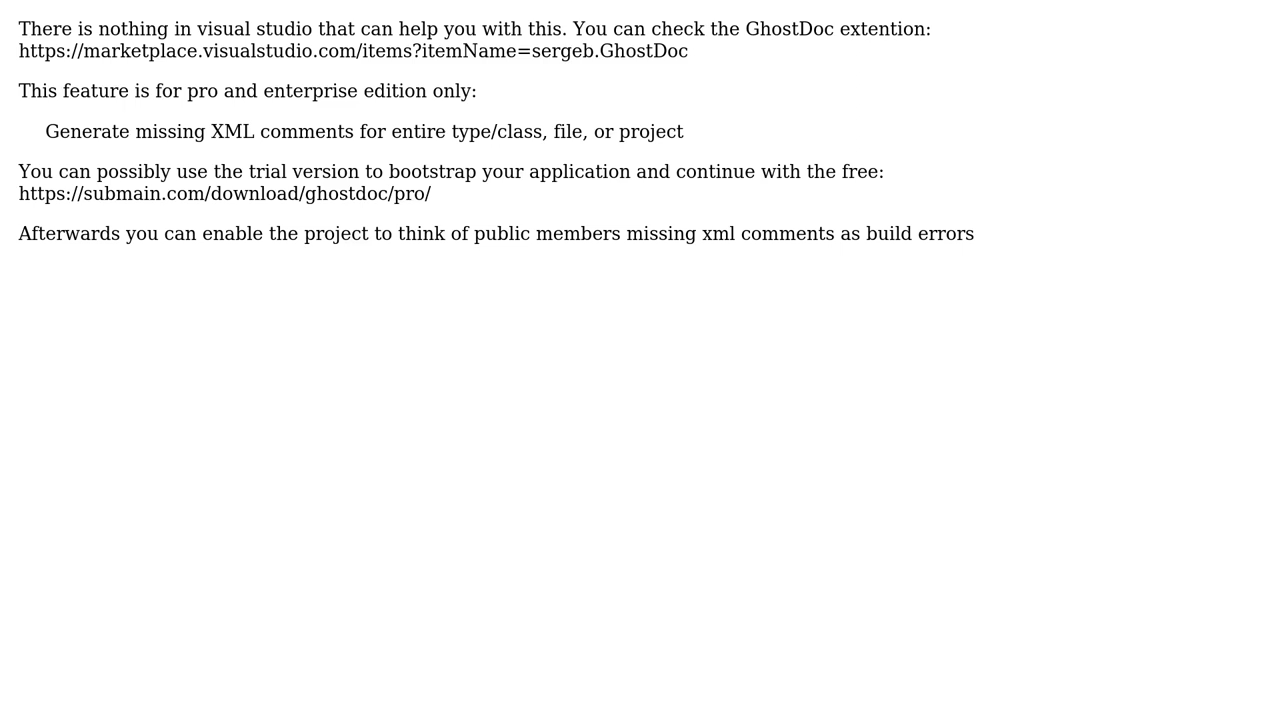 There is nothing in visual studio that can help you with this. You can check the GhostDoc extention:
https://marketplace.visualstudio.com/items?itemName=sergeb.GhostDoc
This feature is for pro and enterprise edition only:
Generate missing XML comments for entire type/class, file, or project
You can possibly use the trial version to bootstrap your application and continue with the free:
https://submain.com/download/ghostdoc/pro/
Afterwards you can enable the project to think of public members missing xml comments as build errors